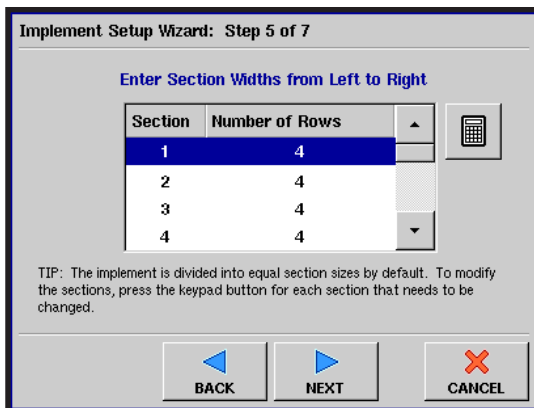 Implement Setup Wizard: Step 5 of 7
Enter Section Widths from Left to Right
Section Number of Rows
1 4
2 4
3 4
4 4
TIP: The implement is divided into equal section sizes by default. To modify
the sections, press the keypad button for each section that needs to be
changed.
BACK NEXT CANCEL